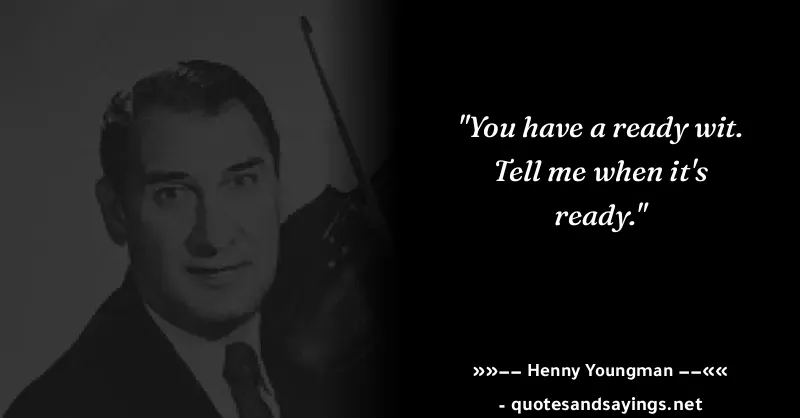 "You have a ready wit.
Tell me when it's
ready."
»»–– Henny Youngman ––««
- quotesandsayings.net